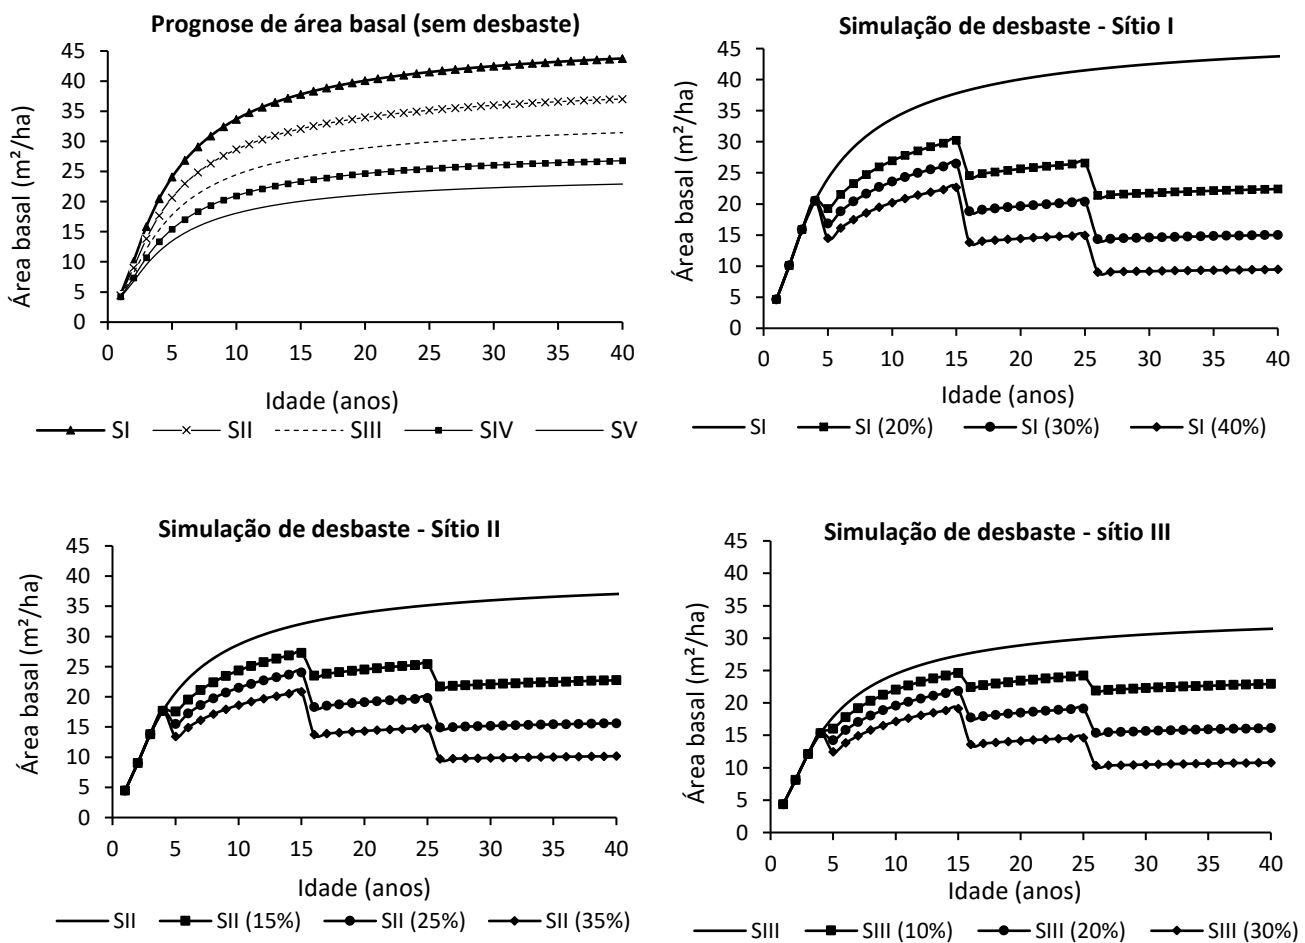 Prognose de área basal (sem desbaste)
Área basal (m²/ha)
45
40
35
30
25
20
15
10
5
0
0 5 10 15 20 25 30 35 40
Idade (anos)
SI SII SIII SIV SV
Simulação de desbaste - Sítio I
Área basal (m²/ha)
45
40
35
30
25
20
15
10
5
0
0 5 10 15 20 25 30 35 40
Idade (anos)
SI SI (20%) SI (30%) SI (40%)
Simulação de desbaste - Sítio II
Área basal (m²/ha)
45
40
35
30
25
20
15
10
5
0
0 5 10 15 20 25 30 35 40
Idade (anos)
SII SII (15%) SII (25%) SII (35%)
Simulação de desbaste - sítio III
Área basal (m²/ha)
45
40
35
30
25
20
15
10
5
0
0 5 10 15 20 25 30 35 40
Idade (anos)
SIII SIII (10%) SIII (20%) SIII (30%)